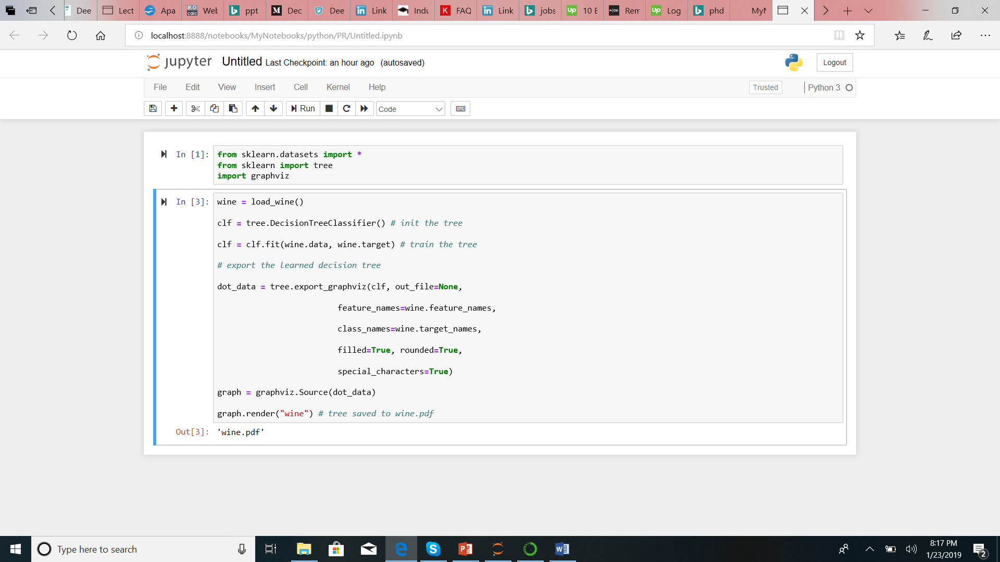 Dee Lect Apa Web ppt Dec Dee Link Indu FAQ Link jobs 10 E Rem Log phd MyN
localhost:8888/notebooks/MyNotebooks/python/PR/Untitled.ipynb
jupyter Untitled Last Checkpoint: an hour ago (autosaved) Logout
File Edit View Insert Cell Kernel Help Trusted Python 3
Run Code
In [1]: from sklearn.datasets import *
from sklearn import tree
import graphviz
In [3]: wine = load_wine()
clf = tree.DecisionTreeClassifier() # init the tree
clf = clf.fit(wine.data, wine.target) # train the tree
# export the learned decision tree
dot_data = tree.export_graphviz(clf, out_file=None,
feature_names=wine.feature_names,
class_names=wine.target_names,
filled=True, rounded=True,
special_characters=True)
graph = graphviz.Source(dot_data)
graph.render("wine") # tree saved to wine.pdf
Out[3]: 'wine.pdf'
Type here to search
8:17 PM
1/23/2019
2